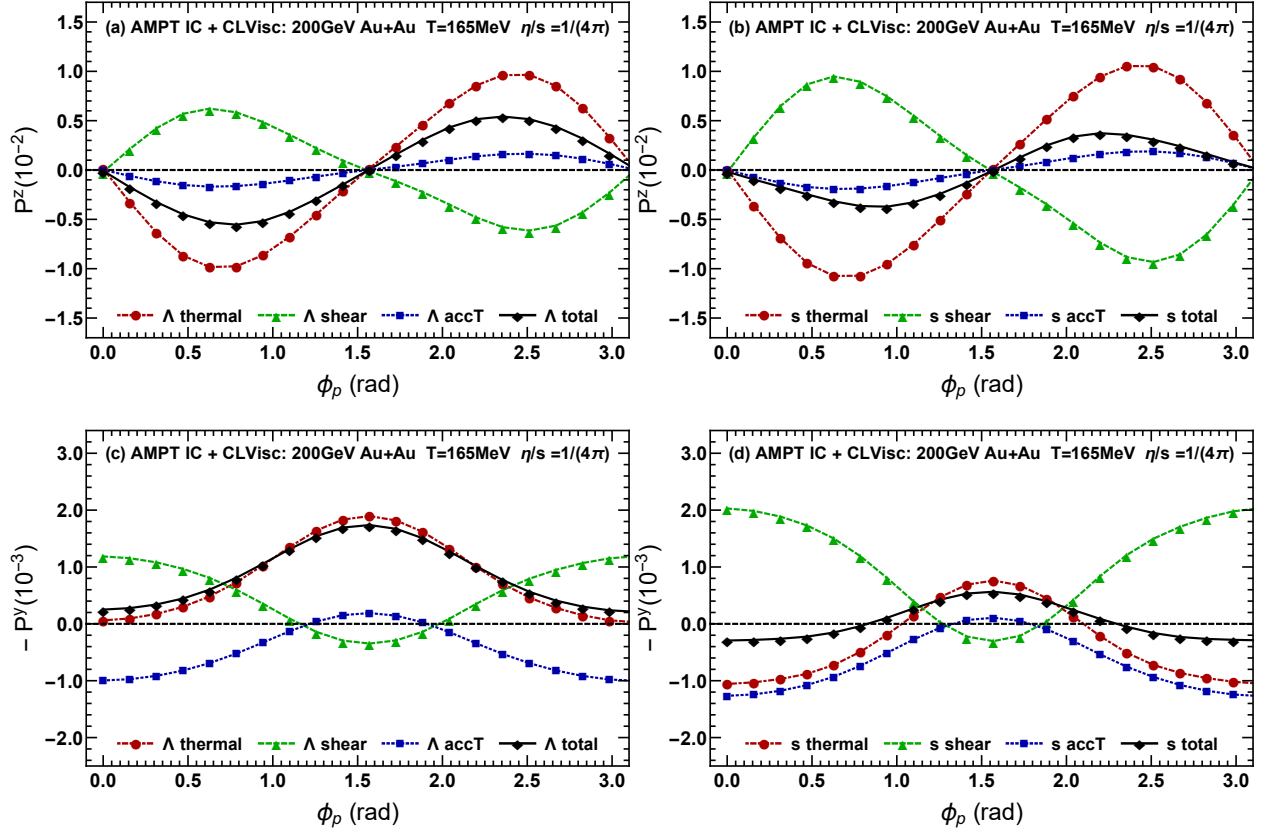 (a) AMPT IC + CLVisc: 200GeV Au+Au T=165MeV η/s =1/(4π)
1.5
1.0
0.5
0.0
−0.5
−1.0
−1.5
P^z(10^−2)
Λ thermal Λ shear Λ accT Λ total
0.0 0.5 1.0 1.5 2.0 2.5 3.0
ϕ_p (rad)
(b) AMPT IC + CLVisc: 200GeV Au+Au T=165MeV η/s =1/(4π)
1.5
1.0
0.5
0.0
−0.5
−1.0
−1.5
P^z(10^−2)
s thermal s shear s accT s total
0.0 0.5 1.0 1.5 2.0 2.5 3.0
ϕ_p (rad)
(c) AMPT IC + CLVisc: 200GeV Au+Au T=165MeV η/s =1/(4π)
3.0
2.0
1.0
0.0
−1.0
−2.0
− P^y(10^−3)
Λ thermal Λ shear Λ accT Λ total
0.0 0.5 1.0 1.5 2.0 2.5 3.0
ϕ_p (rad)
(d) AMPT IC + CLVisc: 200GeV Au+Au T=165MeV η/s =1/(4π)
3.0
2.0
1.0
0.0
−1.0
−2.0
− P^y(10^−3)
s thermal s shear s accT s total
0.0 0.5 1.0 1.5 2.0 2.5 3.0
ϕ_p (rad)